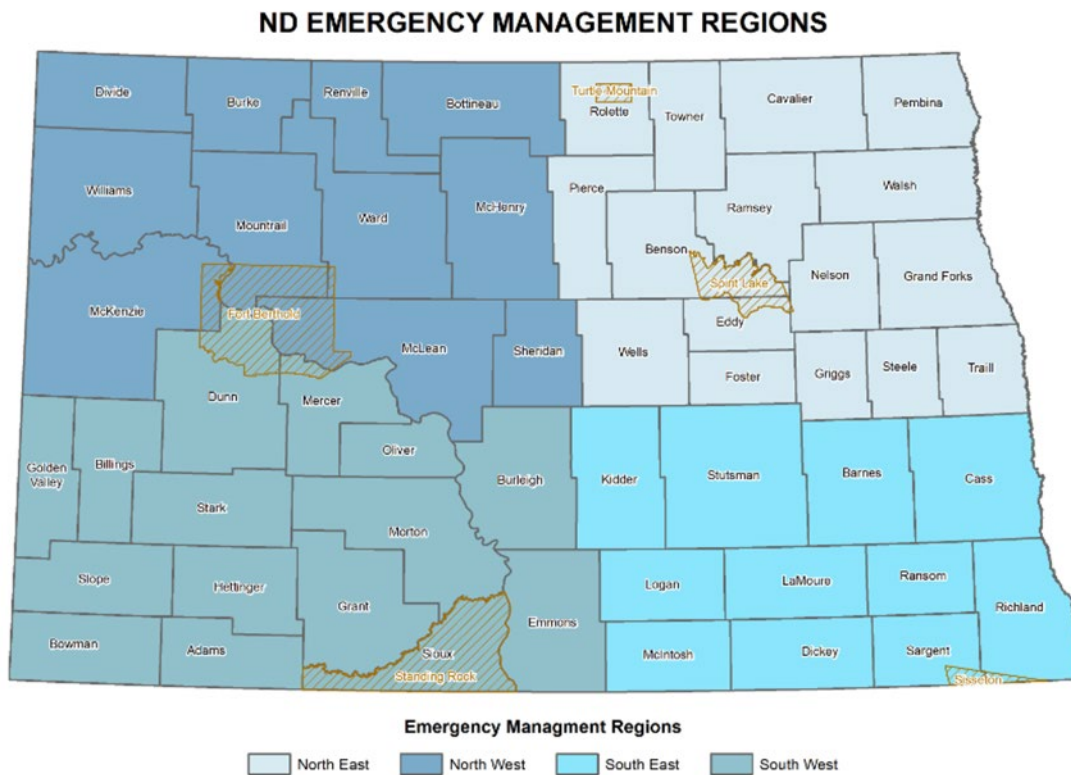 ND EMERGENCY MANAGEMENT REGIONS
Divide
Burke
Renville
Bottineau
Turtle Mountain
Rolette
Towner
Cavalier
Pembina
Williams
Mountrail
Ward
McHenry
Pierce
Benson
Ramsey
Walsh
Nelson
Grand Forks
McKenzie
Fort Berthold
McLean
Sheridan
Wells
Spint Lake
Eddy
Foster
Griggs
Steele
Traill
Golden
Valley
Billings
Dunn
Mercer
Oliver
Burleigh
Kidder
Stutsman
Barnes
Cass
Stark
Morton
Slope
Hettinger
Grant
Emmons
Logan
LaMoure
Ransom
Richland
Bowman
Adams
Sioux
Standing Rock
McIntosh
Dickey
Sargent
Sisseton
Emergency Managment Regions
North East
North West
South East
South West